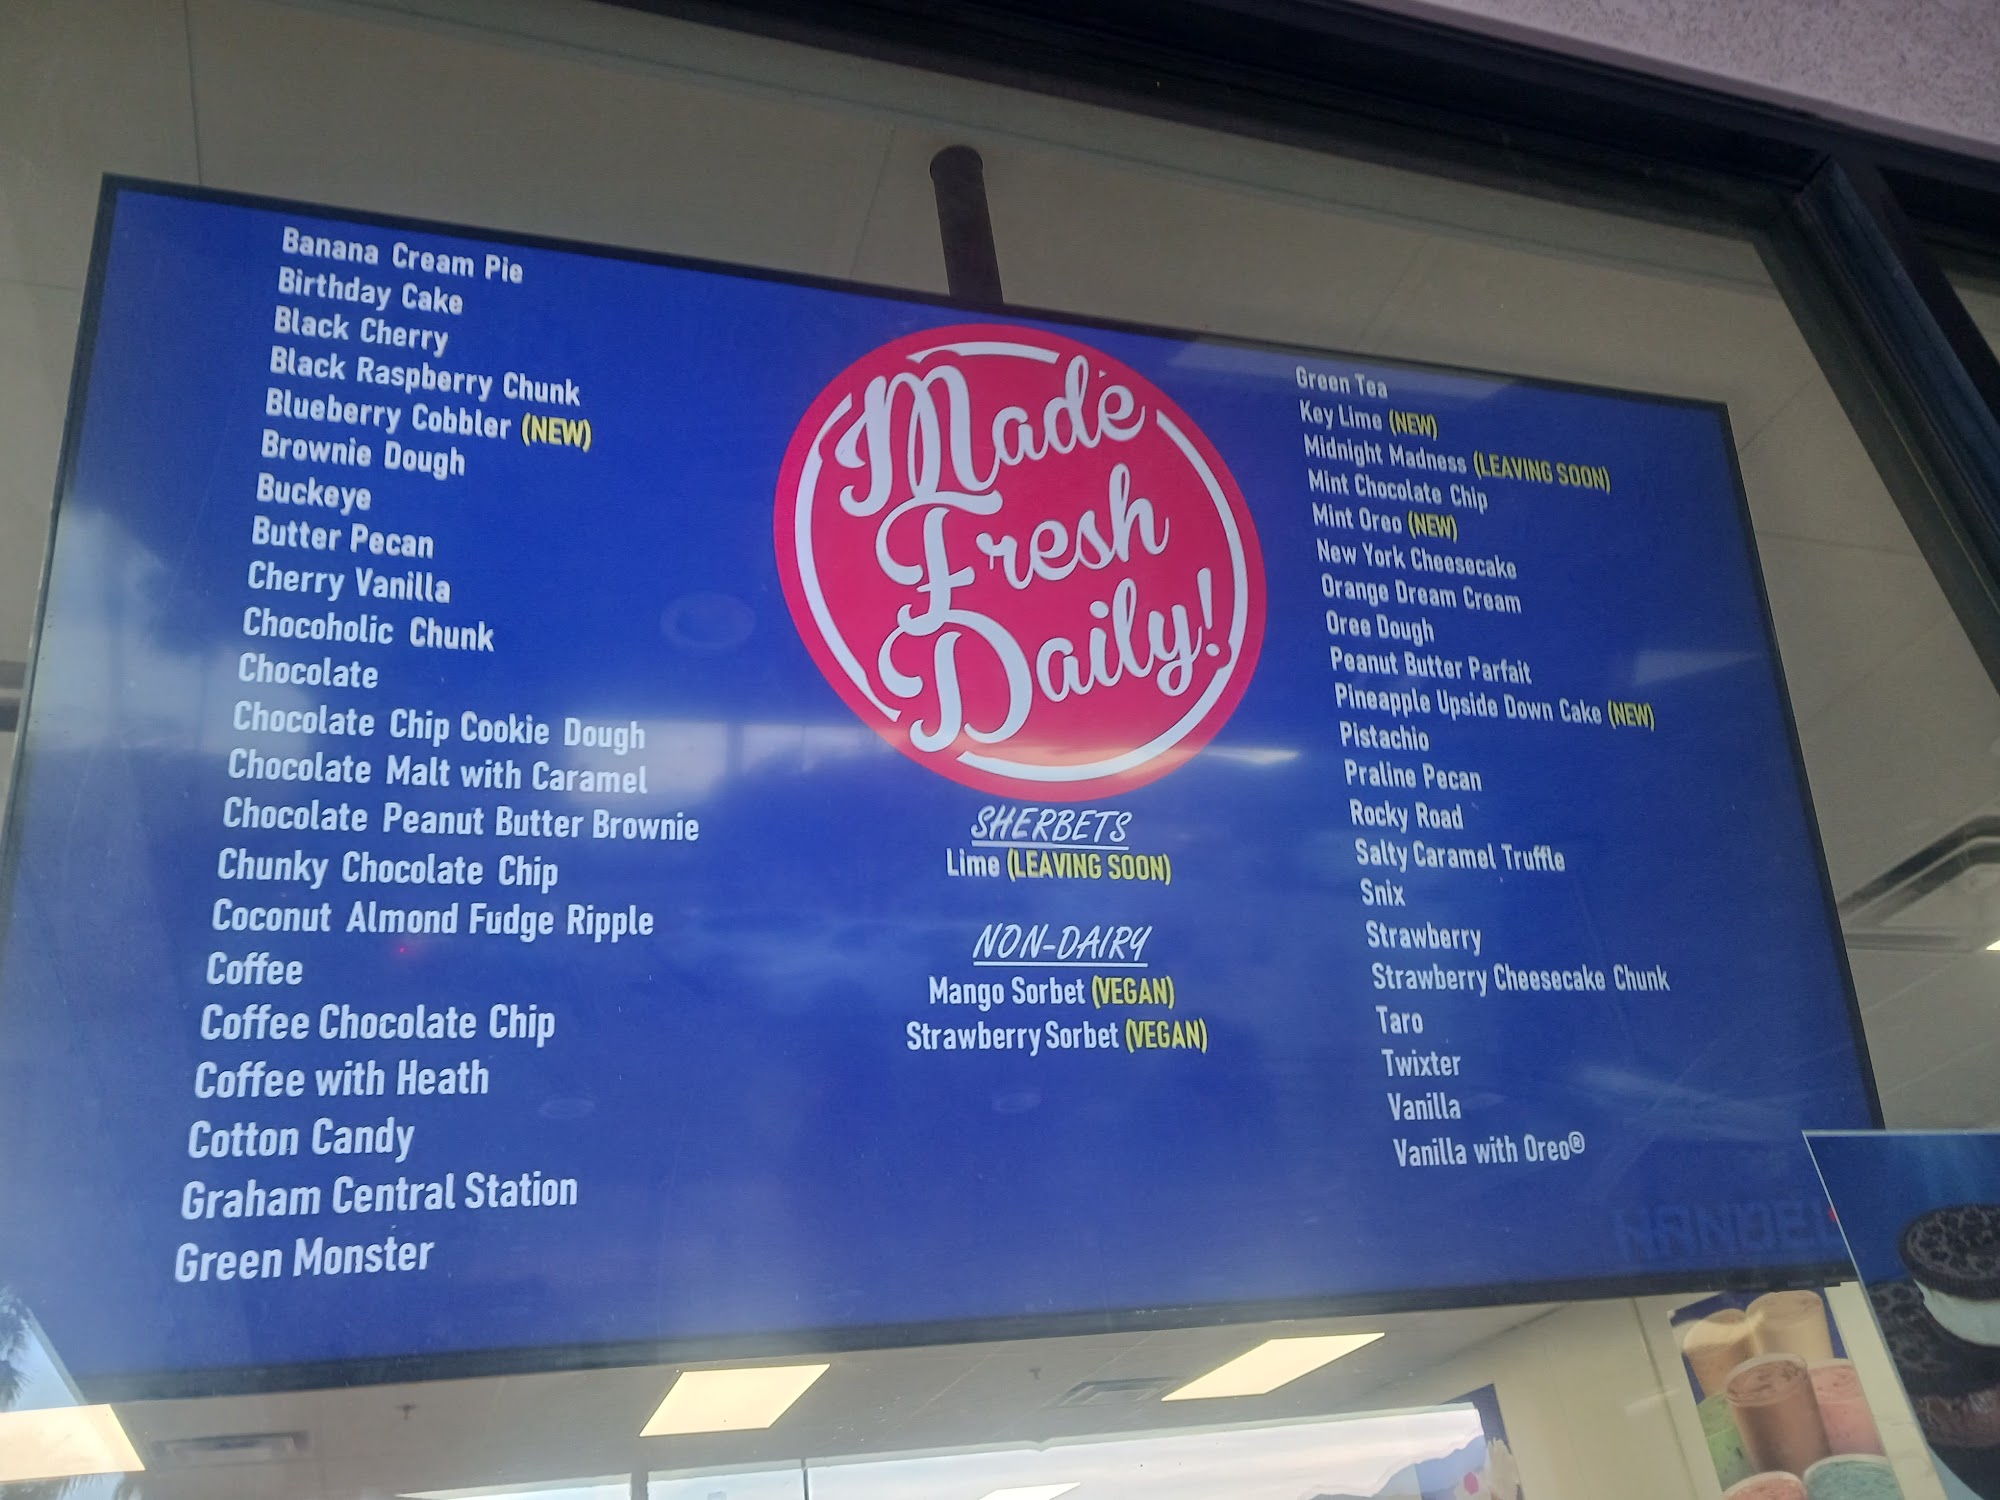 Banana Cream Pie
Birthday Cake
Black Cherry
Black Raspberry Chunk
Blueberry Cobbler (NEW)
Brownie Dough
Buckeye
Butter Pecan
Cherry Vanilla
Chocoholic Chunk
Chocolate
Chocolate Chip Cookie Dough
Chocolate Malt with Caramel
Chocolate Peanut Butter Brownie
Chunky Chocolate Chip
Coconut Almond Fudge Ripple
Coffee
Coffee Chocolate Chip
Coffee with Heath
Cotton Candy
Graham Central Station
Green Monster
Made
Fresh
Daily!
SHERBETS
Lime (LEAVING SOON)
NON-DAIRY
Mango Sorbet (VEGAN)
Strawberry Sorbet (VEGAN)
Green Tea
Key Lime (NEW)
Midnight Madness (LEAVING SOON)
Mint Chocolate Chip
Mint Oreo (NEW)
New York Cheesecake
Orange Dream Cream
Oreo Dough
Peanut Butter Parfait
Pineapple Upside Down Cake (NEW)
Pistachio
Praline Pecan
Rocky Road
Salty Caramel Truffle
Snix
Strawberry
Strawberry Cheesecake Chunk
Taro
Twixter
Vanilla
Vanilla with Oreo®